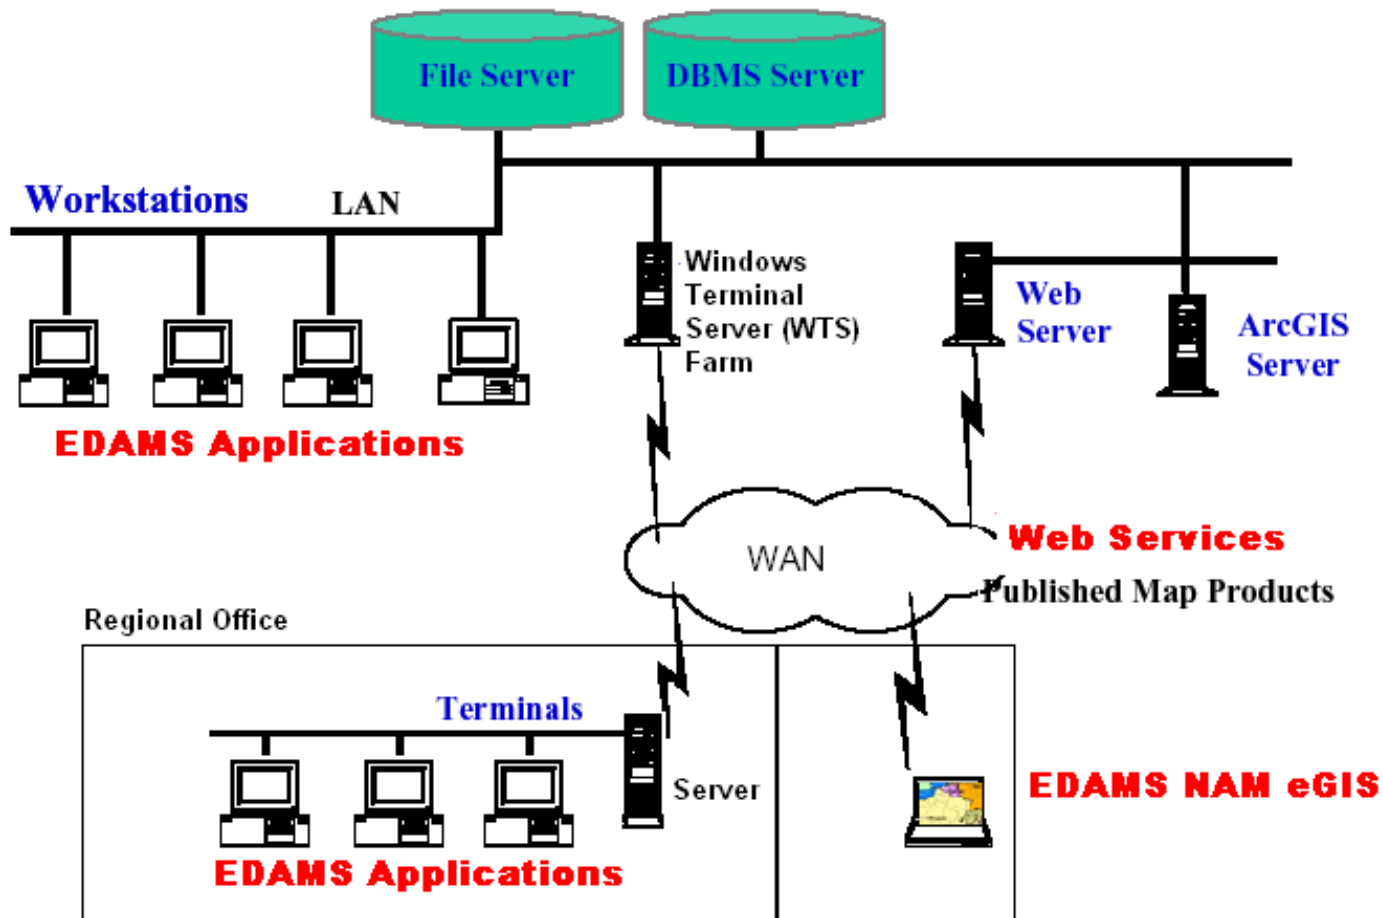 File Server
DBMS Server
Workstations
LAN
Windows
Terminal
Server (WTS)
Farm
Web
Server
ArcGIS
Server
EDAMS Applications
WAN
Web Services
Published Map Products
Regional Office
Terminals
Server
EDAMS NAM eGIS
EDAMS Applications